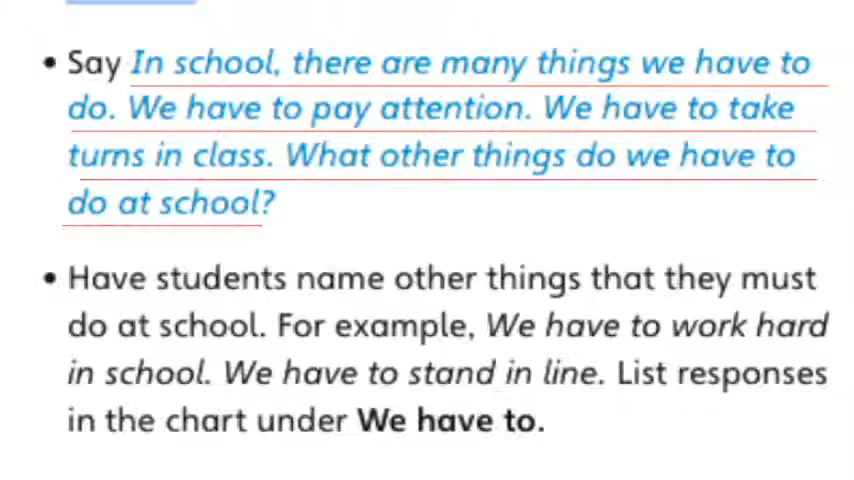 • Say In school, there are many things we have to
do. We have to pay attention. We have to take
turns in class. What other things do we have to
do at school?
• Have students name other things that they must
do at school. For example, We have to work hard
in school. We have to stand in line. List responses
in the chart under We have to.